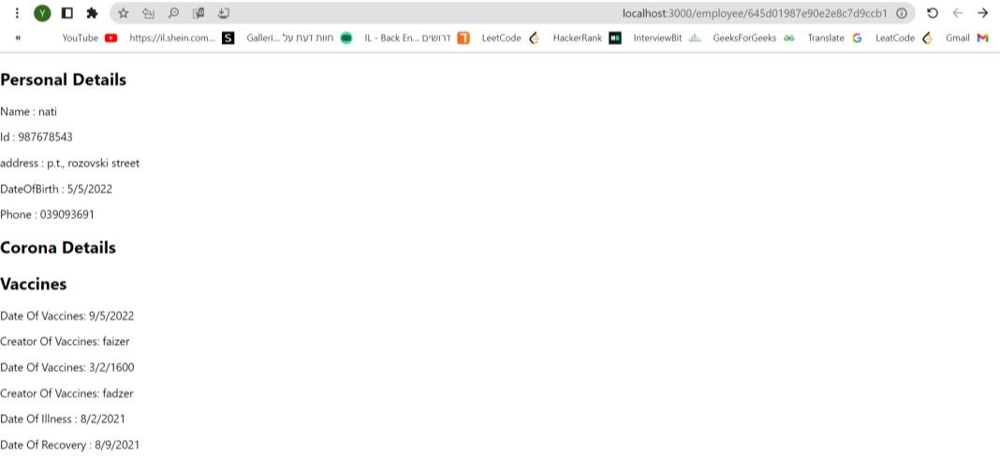 Y localhost:3000/employee/645d01987e90e2e8c7d9ccb1
« YouTube https://il.shein.com... S Galleri... חוות דעת על IL - Back En... דרושים LeetCode HackerRank InterviewBit GeeksForGeeks Translate LeatCode Gmail
Personal Details
Name : nati
Id : 987678543
address : p.t., rozovski street
DateOfBirth : 5/5/2022
Phone : 039093691
Corona Details
Vaccines
Date Of Vaccines: 9/5/2022
Creator Of Vaccines: faizer
Date Of Vaccines: 3/2/1600
Creator Of Vaccines: fadzer
Date Of Illness : 8/2/2021
Date Of Recovery : 8/9/2021